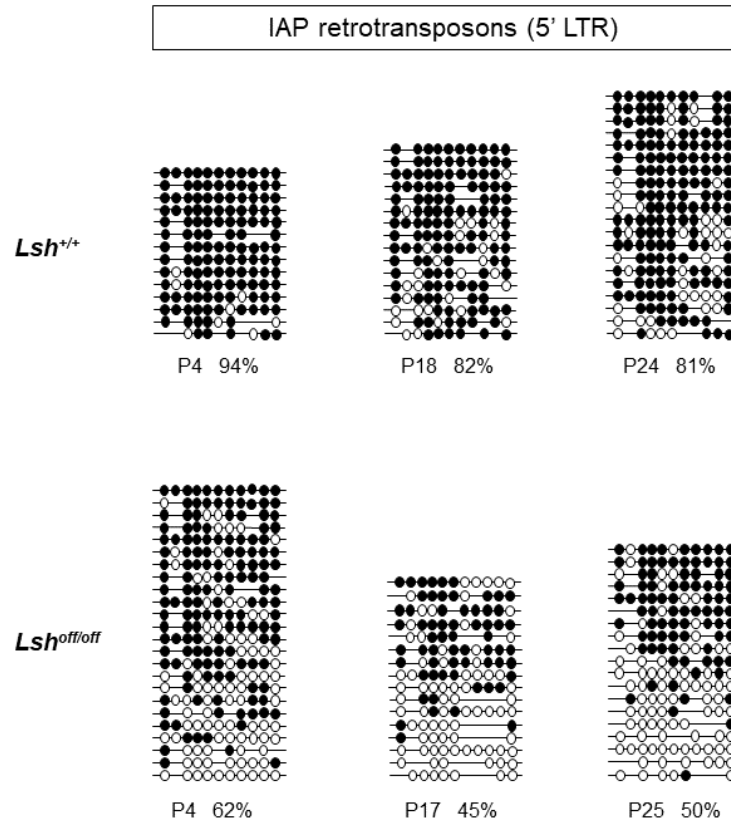 IAP retrotransposons (5’ LTR)
Lsh+/+
P4 94%
P18 82%
P24 81%
Lshoff/off
P4 62%
P17 45%
P25 50%